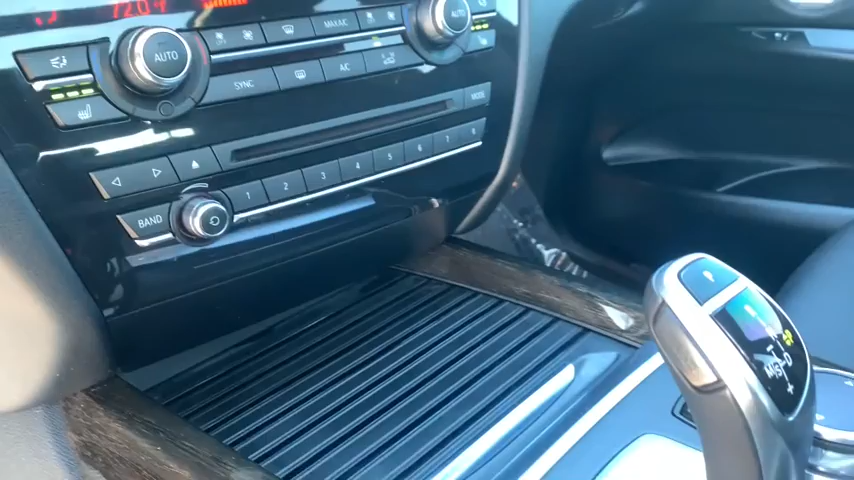 72.0 °F
AUTO
MAX A/C
AUTO
SYNC
A/C
MODE
1 2 3 4 5 6 7 8
BAND
D
M/S
+